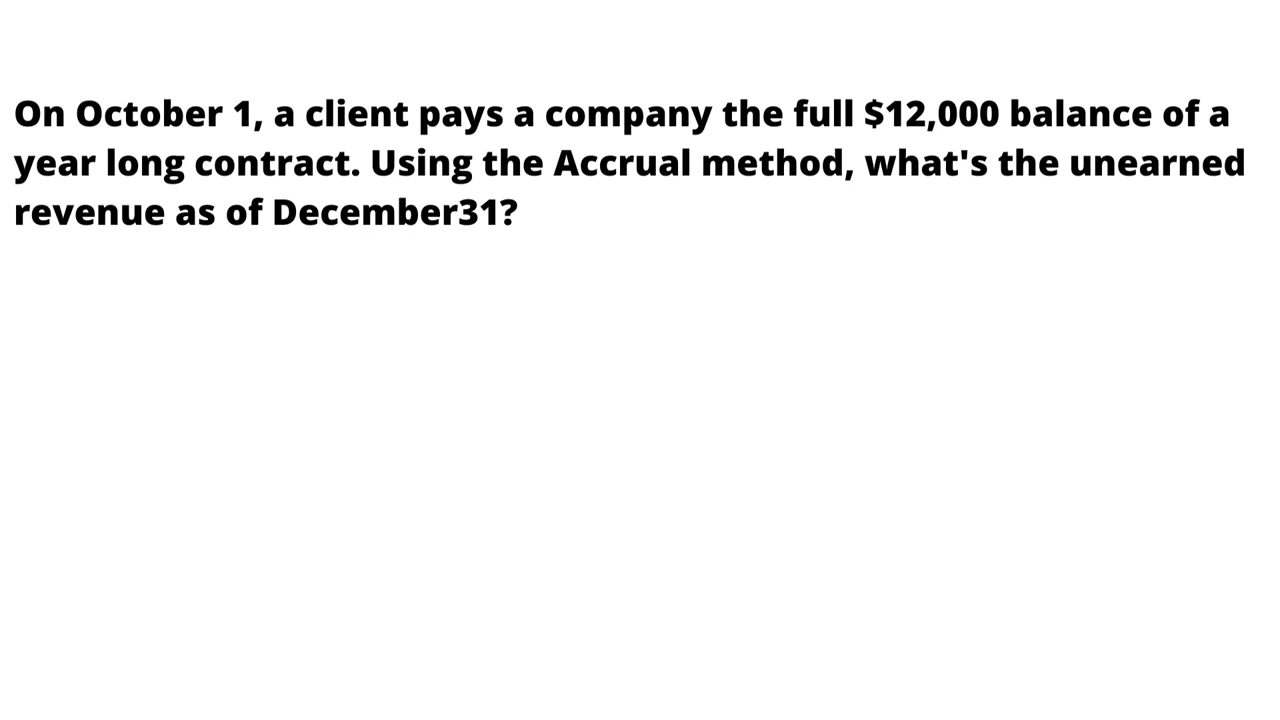 On October 1, a client pays a company the full $12,000 balance of a
year long contract. Using the Accrual method, what's the unearned
revenue as of December31?